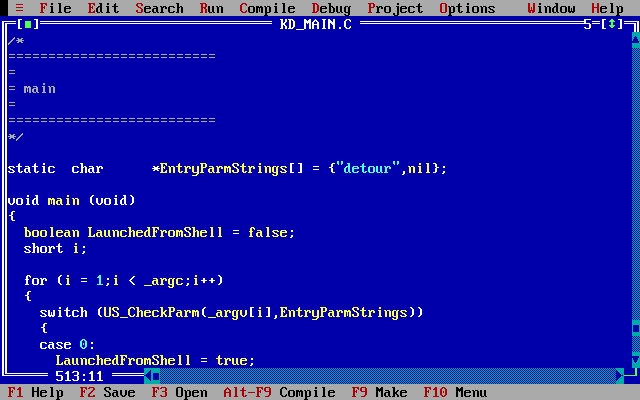 ≡ File Edit Search Run Compile Debug Project Options Window Help
[■] KD_MAIN.C 5=[↕]
/*
==========================
=
= main
=
==========================
*/
static char *EntryParmStrings[] = {"detour",nil};
void main (void)
{
boolean LaunchedFromShell = false;
short i;
for (i = 1;i < _argc;i++)
{
switch (US_CheckParm(_argv[i],EntryParmStrings))
{
case 0:
LaunchedFromShell = true;
513:11
F1 Help F2 Save F3 Open Alt-F9 Compile F9 Make F10 Menu